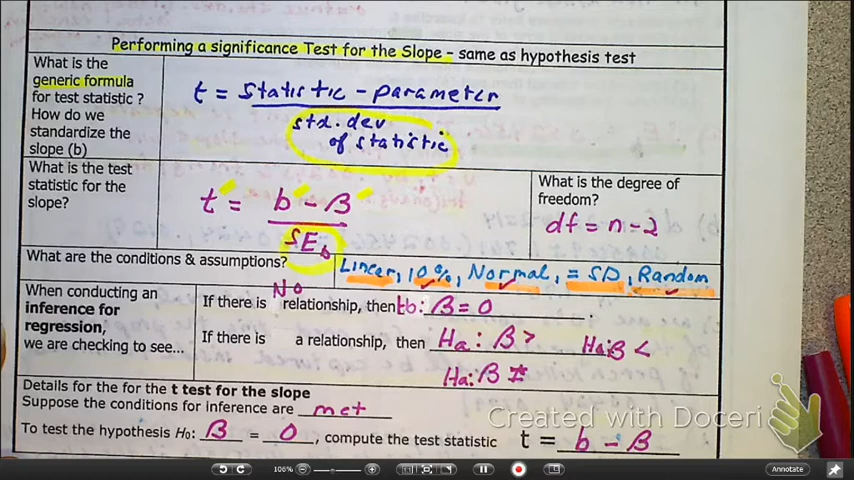 Performing a significance Test for the Slope – same as hypothesis test
What is the
generic formula
for test statistic ?
How do we
standardize the
slope (b)
t = statistic - parameter
std. dev
of statistic
What is the test
statistic for the
slope?
t = b - β
SEb
What is the degree of
freedom?
df = n-2
What are the conditions & assumptions?
Linear, 10%, Normal, = SD, Random
When conducting an
inference for
regression,
we are checking to see...
If there is No relationship, then Ho: β = 0
If there is a relationship, then Ha: β > Ha: β <
Ha: β ≠
Details for the for the t test for the slope
Suppose the conditions for inference are met
To test the hypothesis H0: β = 0, compute the test statistic t = b - β
Created with Doceri
106%
Annotate